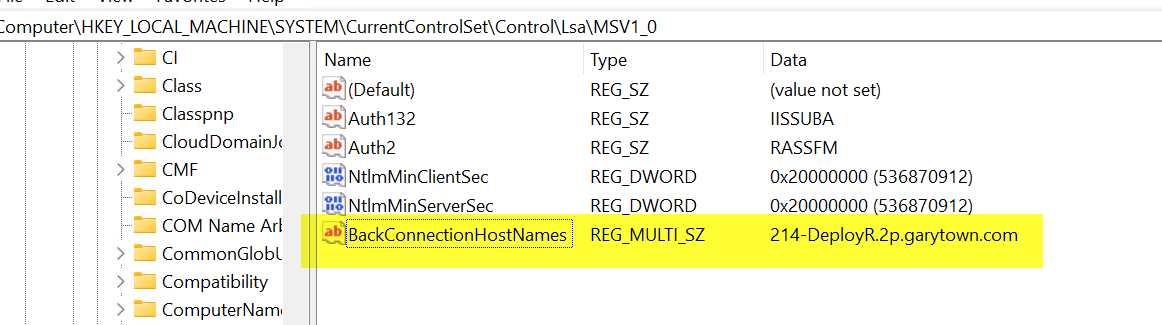 Computer\HKEY_LOCAL_MACHINE\SYSTEM\CurrentControlSet\Control\Lsa\MSV1_0
CI
Class
Classpnp
CloudDomainJo
CMF
CoDeviceInstall
COM Name Ark
CommonGlobU
Compatibility
ComputerName
Name Type Data
(Default) REG_SZ (value not set)
Auth132 REG_SZ IISSUBA
Auth2 REG_SZ RASSFM
NtlmMinClientSec REG_DWORD 0x20000000 (536870912)
NtlmMinServerSec REG_DWORD 0x20000000 (536870912)
BackConnectionHostNames REG_MULTI_SZ 214-DeployR.2p.garytown.com